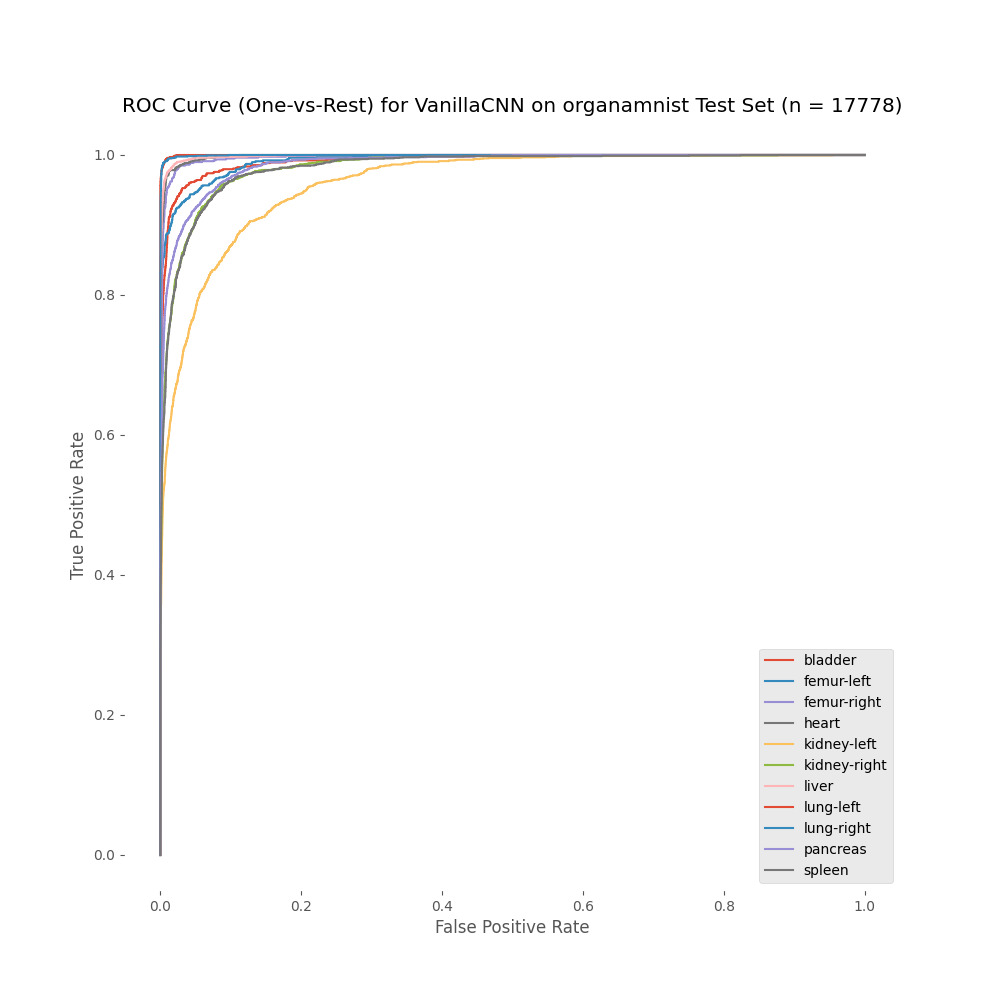 ROC Curve (One-vs-Rest) for VanillaCNN on organamnist Test Set (n = 17778)
1.0
0.8
0.6
0.4
0.2
0.0
True Positive Rate
bladder
femur-left
femur-right
heart
kidney-left
kidney-right
liver
lung-left
lung-right
pancreas
spleen
0.0 0.2 0.4 0.6 0.8 1.0
False Positive Rate